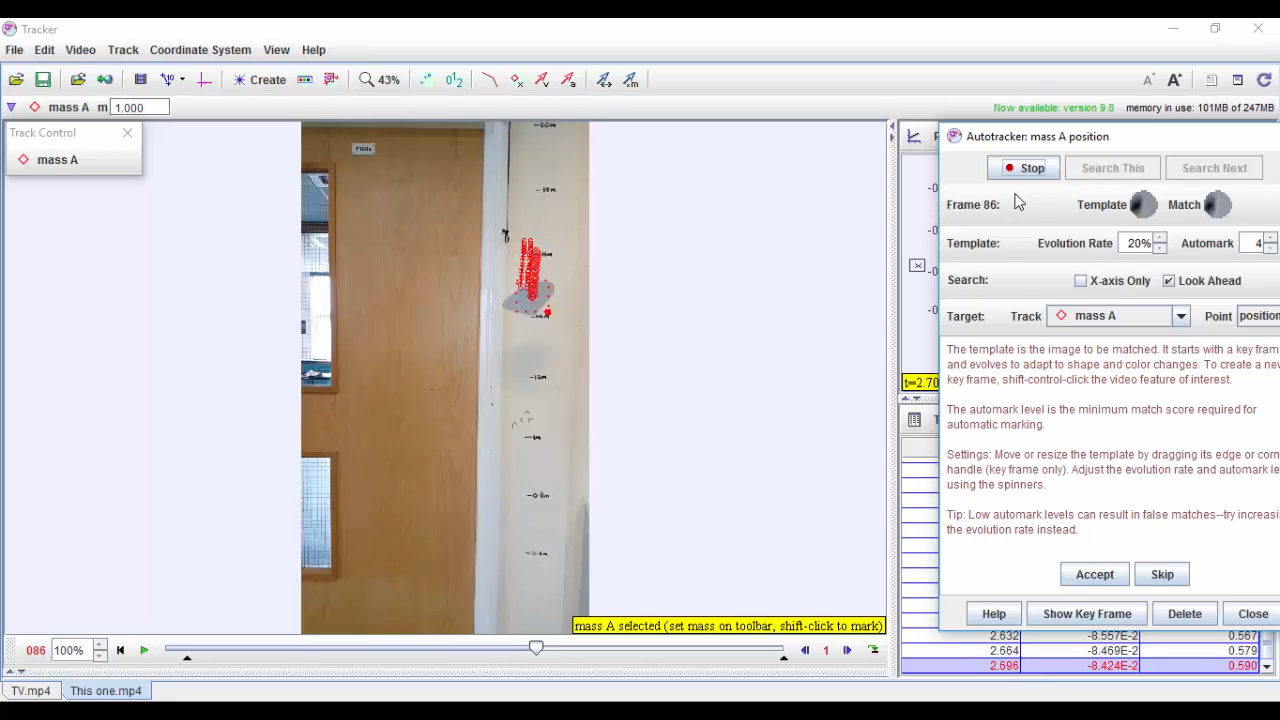 Tracker
File Edit Video Track Coordinate System View Help
Create 43%
mass A m 1.000
Now available: version 9.8 memory in use: 101MB of 247MB
Track Control
mass A
Autotracker: mass A position
Stop Search This Search Next
Frame 86: Template Match
Template: Evolution Rate 20% Automark 4
Search: X-axis Only Look Ahead
Target: Track mass A Point position
The template is the image to be matched. It starts with a key fram
and evolves to adapt to shape and color changes. To create a ne
key frame, shift-control-click the video feature of interest.
The automark level is the minimum match score required for
automatic marking.
Settings: Move or resize the template by dragging its edge or corn
handle (key frame only). Adjust the evolution rate and automark le
using the spinners.
Tip: Low automark levels can result in false matches--try increasin
the evolution rate instead.
Accept Skip
Help Show Key Frame Delete Close
t=2.70
1.2m
1m
0.8m
mass A selected (set mass on toolbar, shift-click to mark)
2.632 -8.557E-2 0.567
2.664 -8.469E-2 0.579
2.696 -8.424E-2 0.590
086 100% 1
TV.mp4 This one.mp4